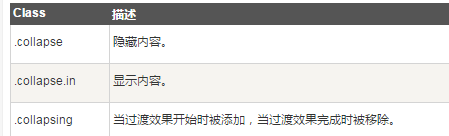 Class 描述
.collapse 隐藏内容。
.collapse.in 显示内容。
.collapsing 当过渡效果开始时被添加，当过渡效果完成时被移除。